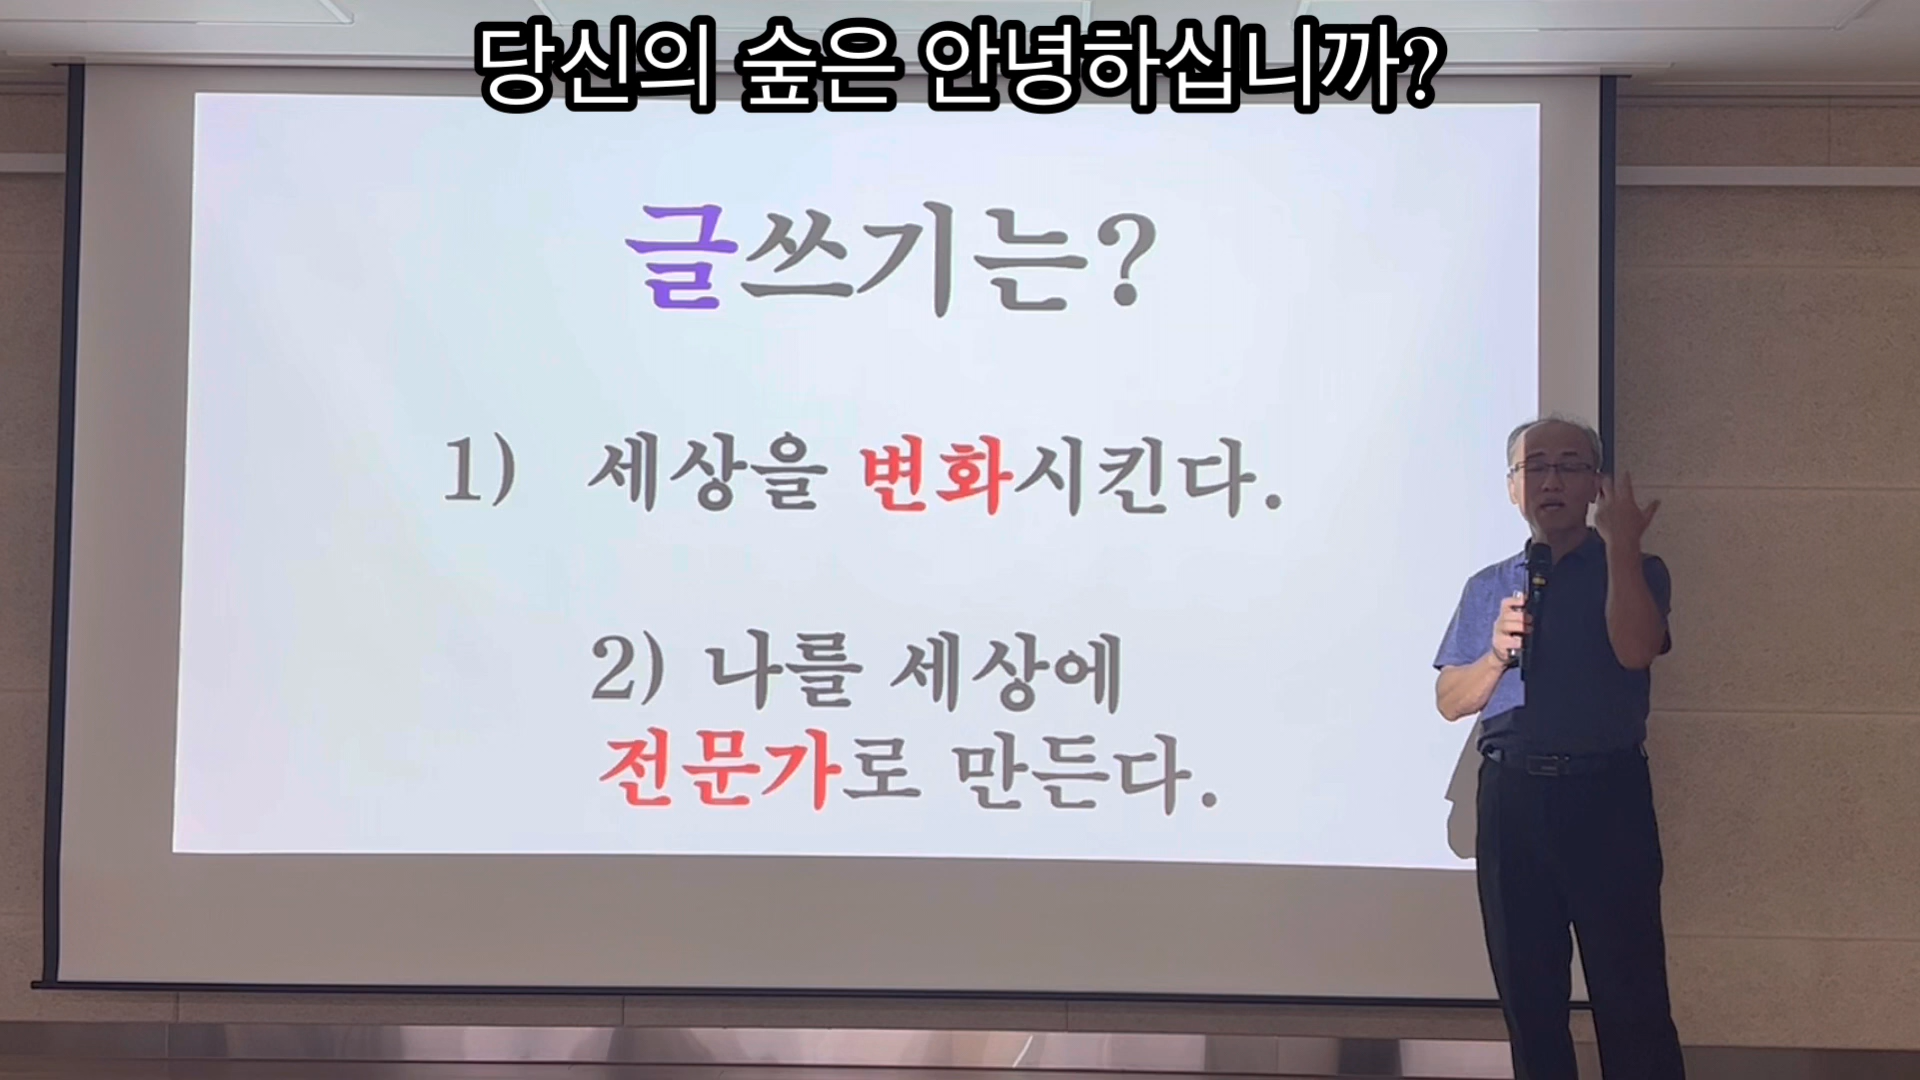 당신의 숲은 안녕하십니까?
글쓰기는?
1) 세상을 변화시킨다.
2) 나를 세상에
전문가로 만든다.